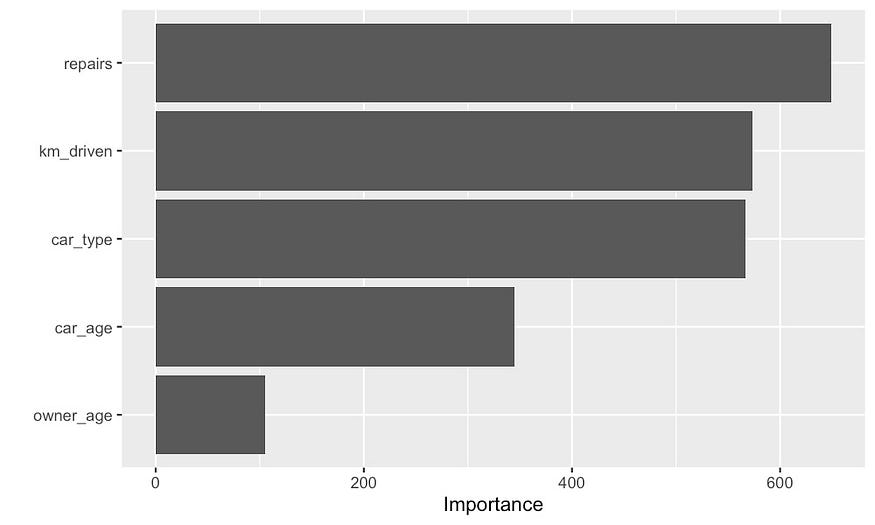 repairs
km_driven
car_type
car_age
owner_age
0 200 400 600
Importance